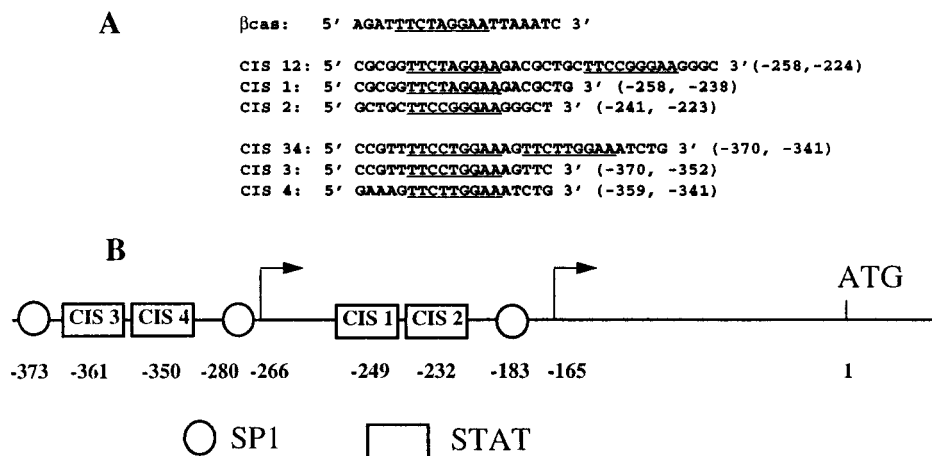 A
βcas: 5' AGATTTCTAGGAATTAAATC 3'
CIS 12: 5' CGCGGTTCTAGGAAGACGCTGCTTCCGGGAAGGGC 3' (-258,-224)
CIS 1: 5' CGCGGTTCTAGGAAGACGCTG 3' (-258, -238)
CIS 2: 5' GCTGCTTCCGGGAAGGGCT 3' (-241, -223)
CIS 34: 5' CCGTTTTCCTGGAAAGTTCTTGGAAATCTG 3' (-370, -341)
CIS 3: 5' CCGTTTTCCTGGAAAGTTC 3' (-370, -352)
CIS 4: 5' GAAAGTTCTTGGAAATCTG 3' (-359, -341)
B
ATG
CIS 3 CIS 4 CIS 1 CIS 2
-373 -361 -350 -280 -266 -249 -232 -183 -165 1
SP1 STAT